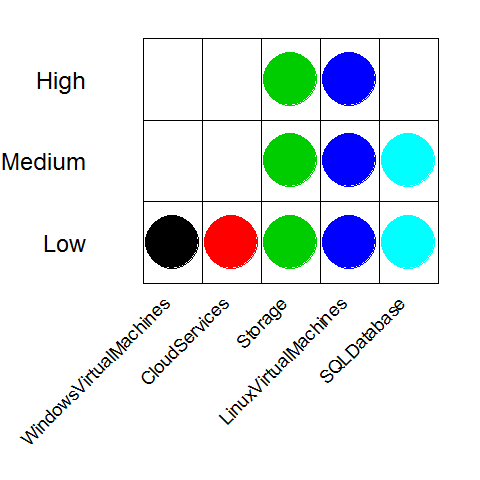 High
Medium
Low
WindowsVirtualMachines
CloudServices
Storage
LinuxVirtualMachines
SQLDatabase